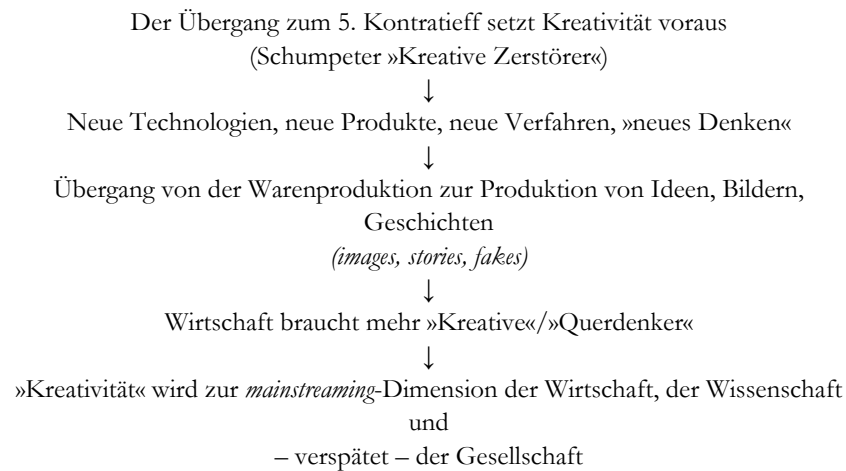 Der Übergang zum 5. Kontratieff setzt Kreativität voraus
(Schumpeter »Kreative Zerstörer«)
↓
Neue Technologien, neue Produkte, neue Verfahren, »neues Denken«
↓
Übergang von der Warenproduktion zur Produktion von Ideen, Bildern,
Geschichten
(images, stories, fakes)
↓
Wirtschaft braucht mehr »Kreative«/»Querdenker«
↓
»Kreativität« wird zur mainstreaming-Dimension der Wirtschaft, der Wissenschaft
und
– verspätet – der Gesellschaft